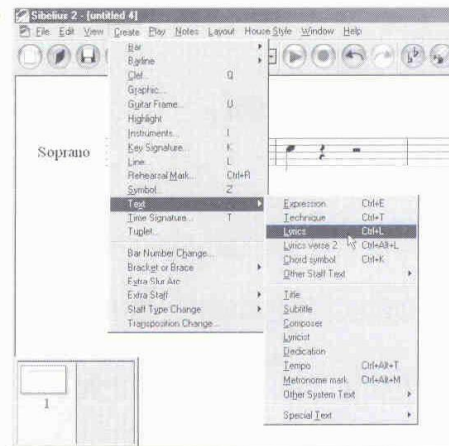 Sibelius 2 - [untitled 4]
File Edit View Create Play Notes Layout House Style Window Help
Bar
Barline
Clef... Q
Graphic...
Guitar Frame... U
Highlight
Instruments... I
Key Signature... K
Line... L
Rehearsal Mark... Ctrl+R
Symbol... Z
Text
Time Signature... T
Tuplet...
Bar Number Change...
Bracket or Brace
Extra Slur Arc
Extra Staff
Staff Type Change
Transposition Change...
Soprano
Expression Ctrl+E
Technique Ctrl+T
Lyrics Ctrl+L
Lyrics verse 2 Ctrl+Alt+L
Chord symbol Ctrl+K
Other Staff Text
Title
Subtitle
Composer
Lyricist
Dedication
Tempo Ctrl+Alt+T
Metronome mark Ctrl+Alt+M
Other System Text
Special Text
1